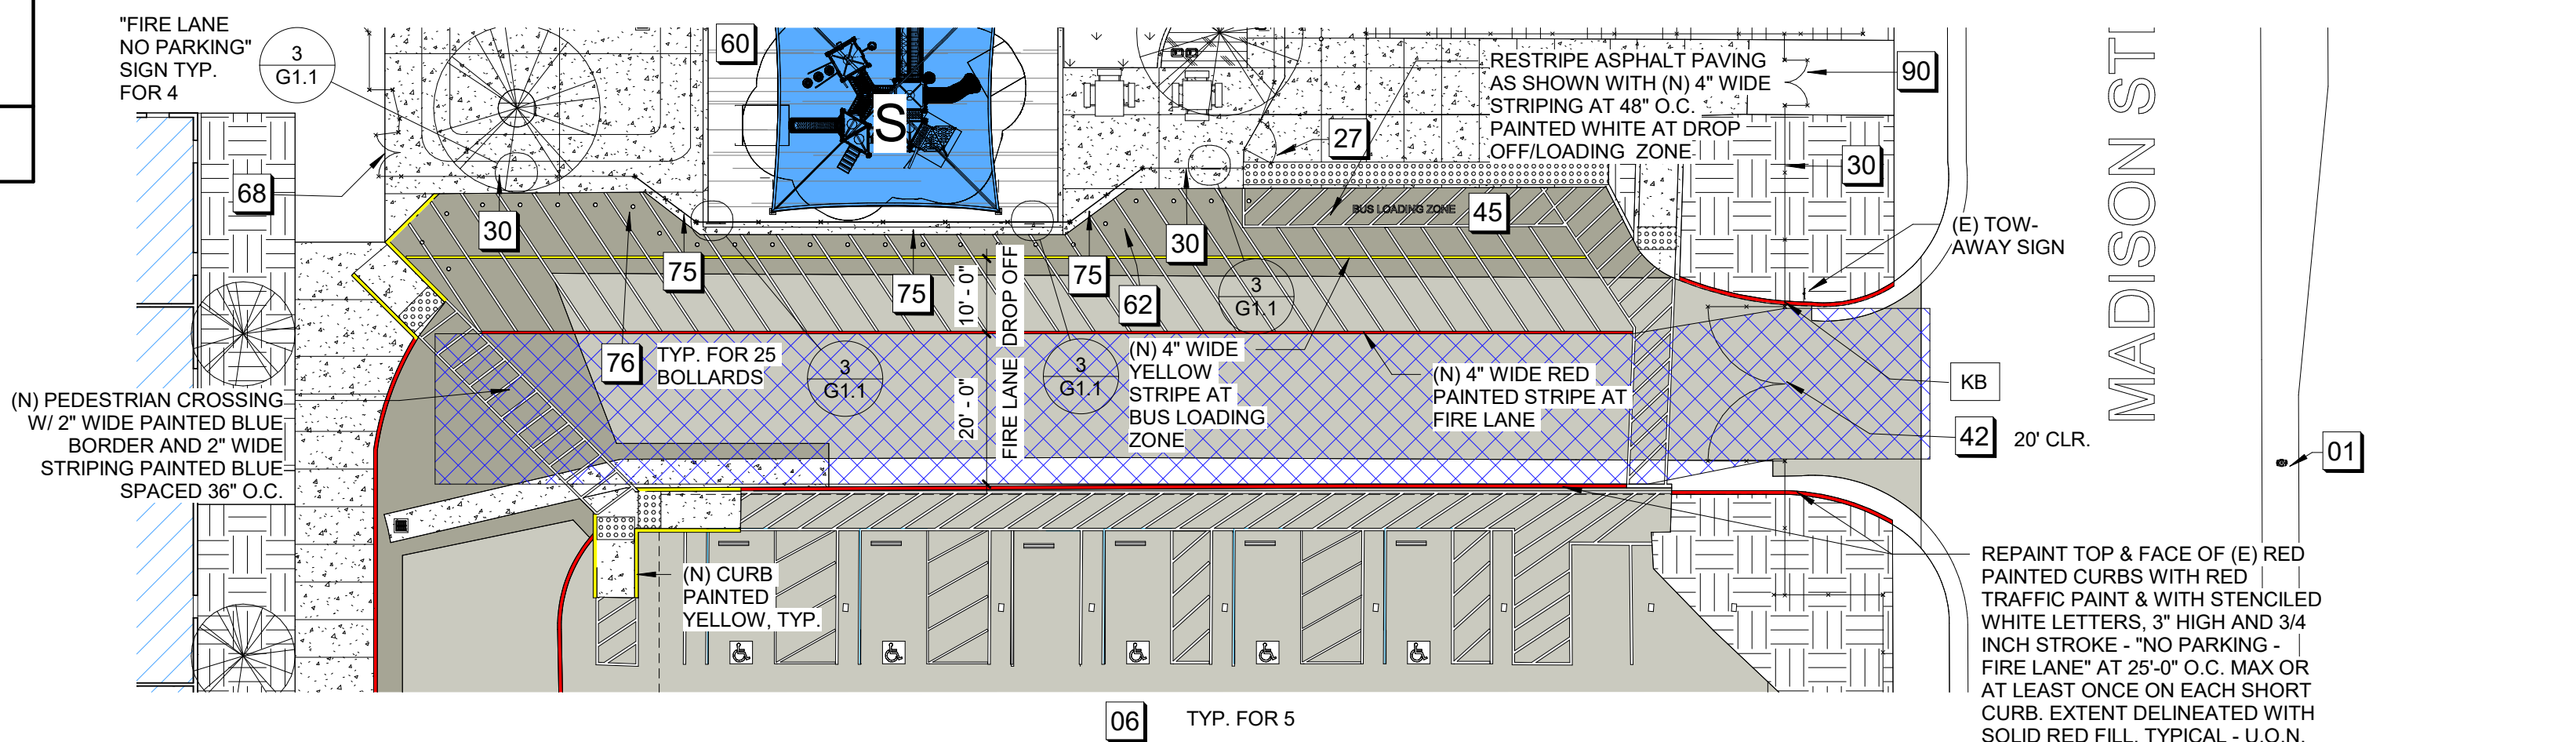 "FIRE LANE
NO PARKING"
SIGN TYP.
FOR 4
3
G1.1
60
S
RESTRIPE ASPHALT PAVING
AS SHOWN WITH (N) 4" WIDE
STRIPING AT 48" O.C.
PAINTED WHITE AT DROP
OFF/LOADING ZONE
90
27
30
68
30
75
75
75
62
30
BUS LOADING ZONE
45
3
G1.1
(E) TOW-
AWAY SIGN
MADISON ST
10' - 0"
DROP OFF
20' - 0"
FIRE LANE
76
TYP. FOR 25
BOLLARDS
3
G1.1
3
G1.1
(N) 4" WIDE
YELLOW
STRIPE AT
BUS LOADING
ZONE
(N) 4" WIDE RED
PAINTED STRIPE AT
FIRE LANE
KB
42
20' CLR.
01
(N) PEDESTRIAN CROSSING
W/ 2" WIDE PAINTED BLUE
BORDER AND 2" WIDE
STRIPING PAINTED BLUE
SPACED 36" O.C.
(N) CURB
PAINTED
YELLOW, TYP.
REPAINT TOP & FACE OF (E) RED
PAINTED CURBS WITH RED
TRAFFIC PAINT & WITH STENCILED
WHITE LETTERS, 3" HIGH AND 3/4
INCH STROKE - "NO PARKING -
FIRE LANE" AT 25'-0" O.C. MAX OR
AT LEAST ONCE ON EACH SHORT
CURB. EXTENT DELINEATED WITH
SOLID RED FILL, TYPICAL - U.O.N.
06
TYP. FOR 5